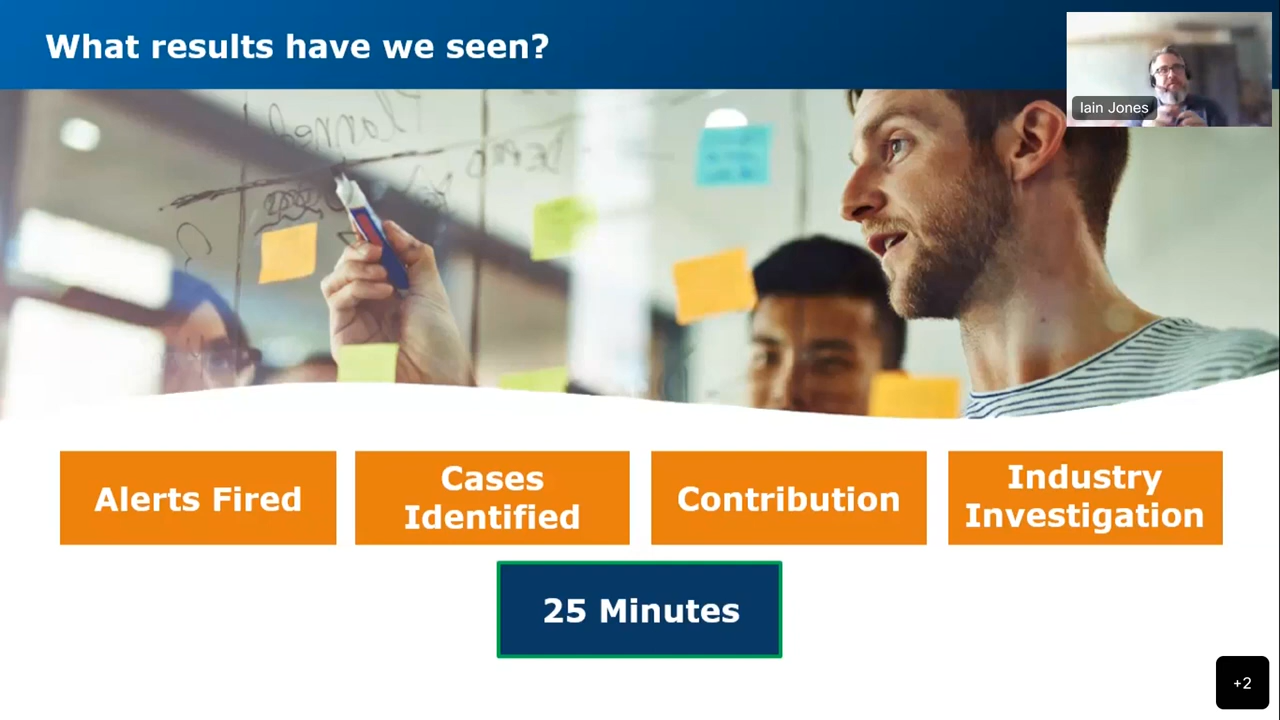 What results have we seen?
Iain Jones
Alerts Fired
Cases
Identified
Contribution
Industry
Investigation
25 Minutes
+2